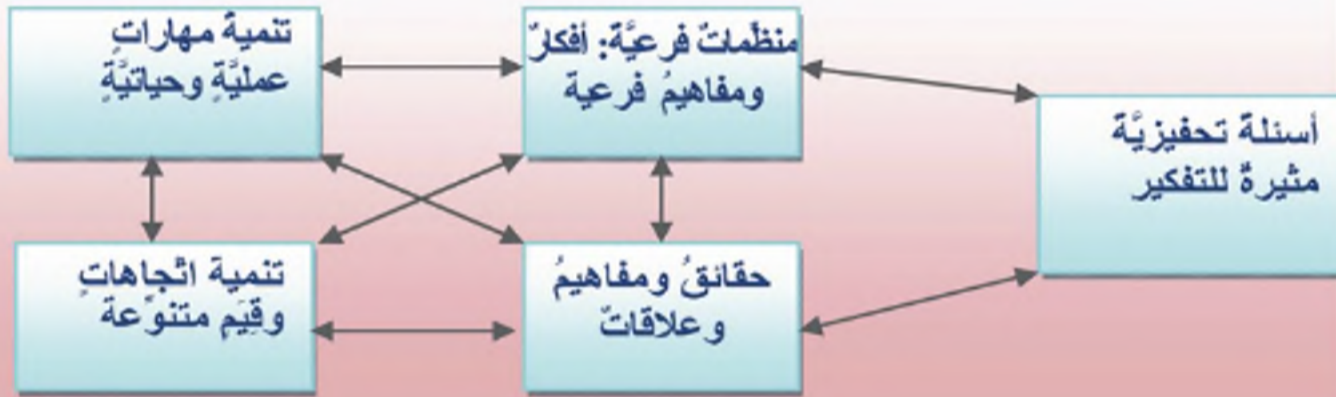 أسئلة تحفيزيَّة
مثيرةٌ للتفكير
منظَّماتٌ فرعيَّة: أفكارٌ
ومفاهيمُ فرعية
حقائقُ ومفاهيمُ
وعلاقاتٌ
تنمية مهاراتٍ
عمليَّةٍ وحياتيَّةٍ
تنمية اتِّجاهاتٍ
وقِيَمٍ متنوِّعة